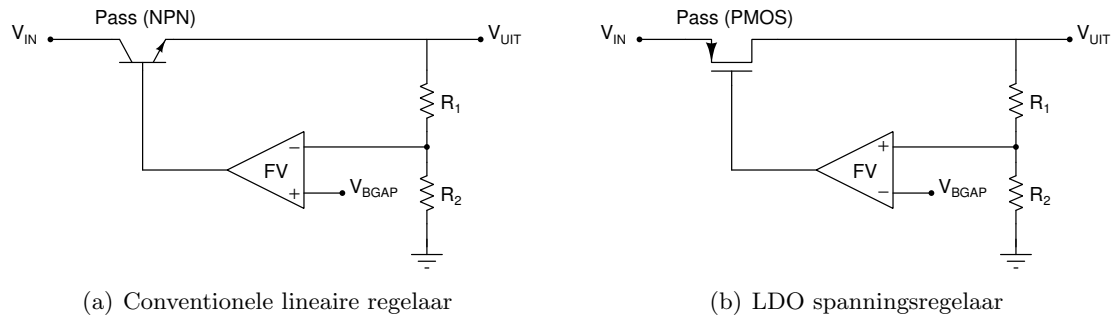 Pass (NPN)
V_IN
V_UIT
R_1
FV
−
+
V_BGAP
R_2
(a) Conventionele lineaire regelaar
Pass (PMOS)
V_IN
V_UIT
R_1
FV
+
−
V_BGAP
R_2
(b) LDO spanningsregelaar